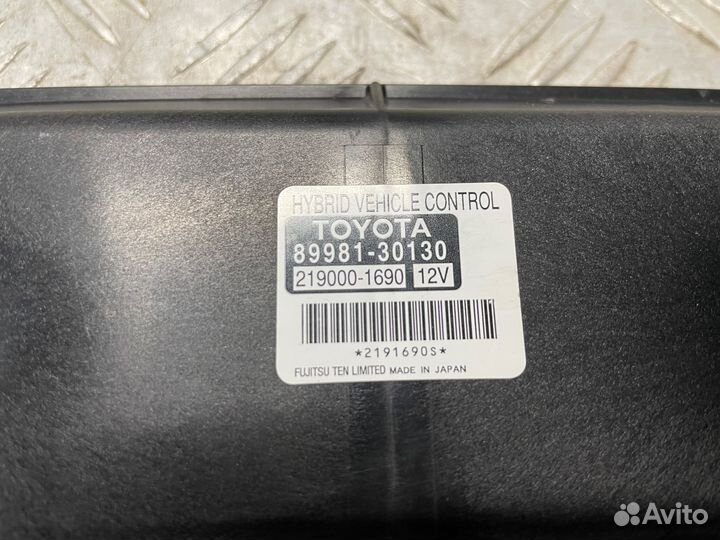 HYBRID VEHICLE CONTROL
TOYOTA
89981-30130
219000-1690 12V
*2191690S*
FUJITSU TEN LIMITED MADE IN JAPAN
Avito